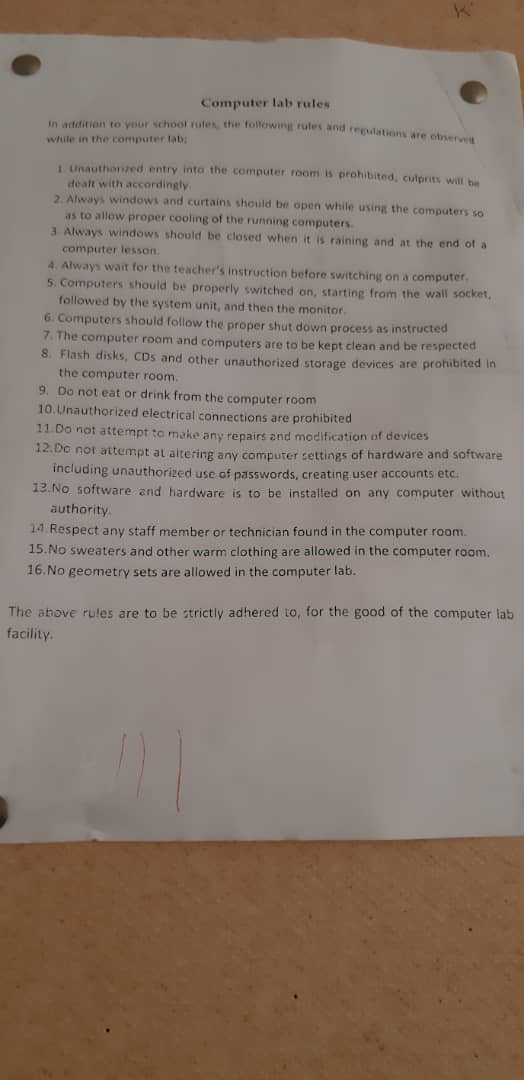 K
Computer lab rules
In addition to your school rules, the following rules and regulations are observed
while in the computer lab;
1. Unauthorized entry into the computer room is prohibited, culprits will be
dealt with accordingly.
2. Always windows and curtains should be open while using the computers so
as to allow proper cooling of the running computers.
3. Always windows should be closed when it is raining and at the end of a
computer lesson.
4. Always wait for the teacher's instruction before switching on a computer.
5. Computers should be properly switched on, starting from the wall socket,
followed by the system unit, and then the monitor.
6. Computers should follow the proper shut down process as instructed
7. The computer room and computers are to be kept clean and be respected
8. Flash disks, CDs and other unauthorized storage devices are prohibited in
the computer room.
9. Do not eat or drink from the computer room
10.Unauthorized electrical connections are prohibited
11.Do not attempt to make any repairs and modification of devices
12.Do not attempt at altering any computer settings of hardware and software
including unauthorized use of passwords, creating user accounts etc.
13.No software and hardware is to be installed on any computer without
authority.
14.Respect any staff member or technician found in the computer room.
15.No sweaters and other warm clothing are allowed in the computer room.
16.No geometry sets are allowed in the computer lab.
The above rules are to be strictly adhered to, for the good of the computer lab
facility.